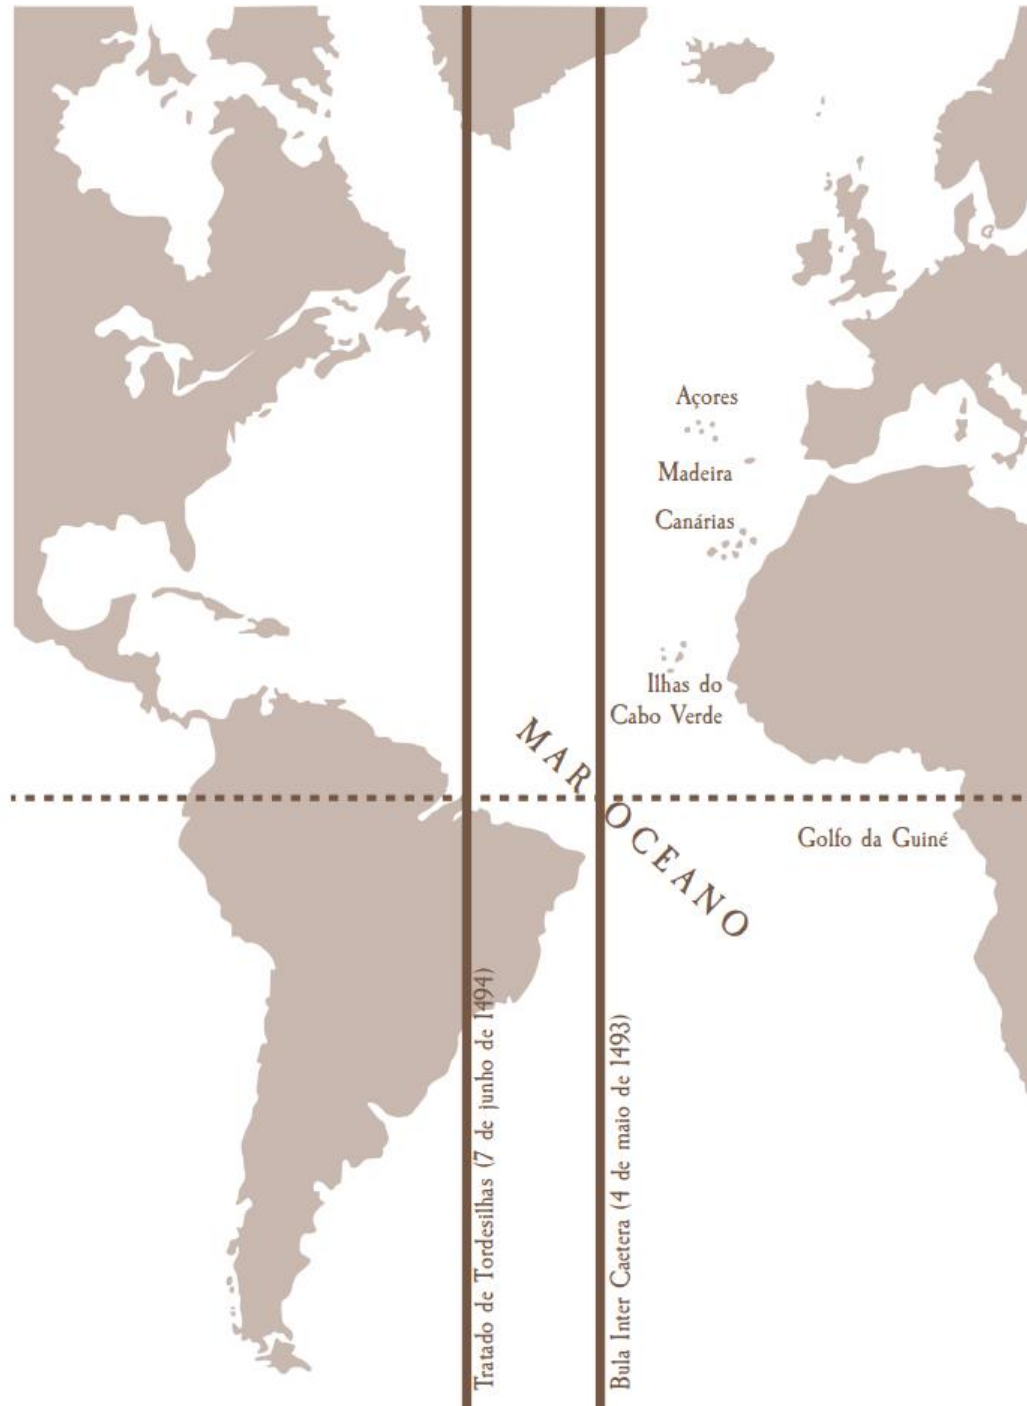 Açores
Madeira
Canárias
Ilhas do
Cabo Verde
MAR OCEANO
Golfo da Guiné
Tratado de Tordesilhas (7 de junho de 1494)
Bula Inter Caetera (4 de maio de 1493)